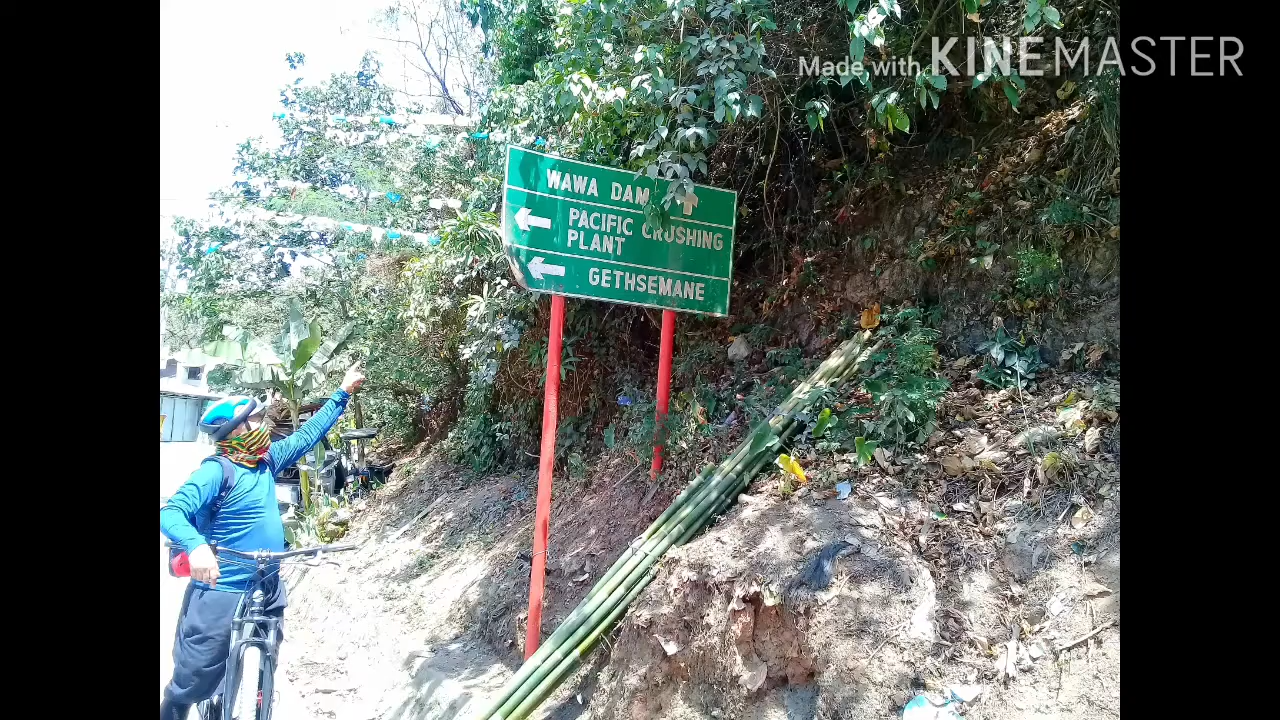 Made with KINEMASTER
WAWA DAM
PACIFIC CRUSHING
PLANT
GETHSEMANE